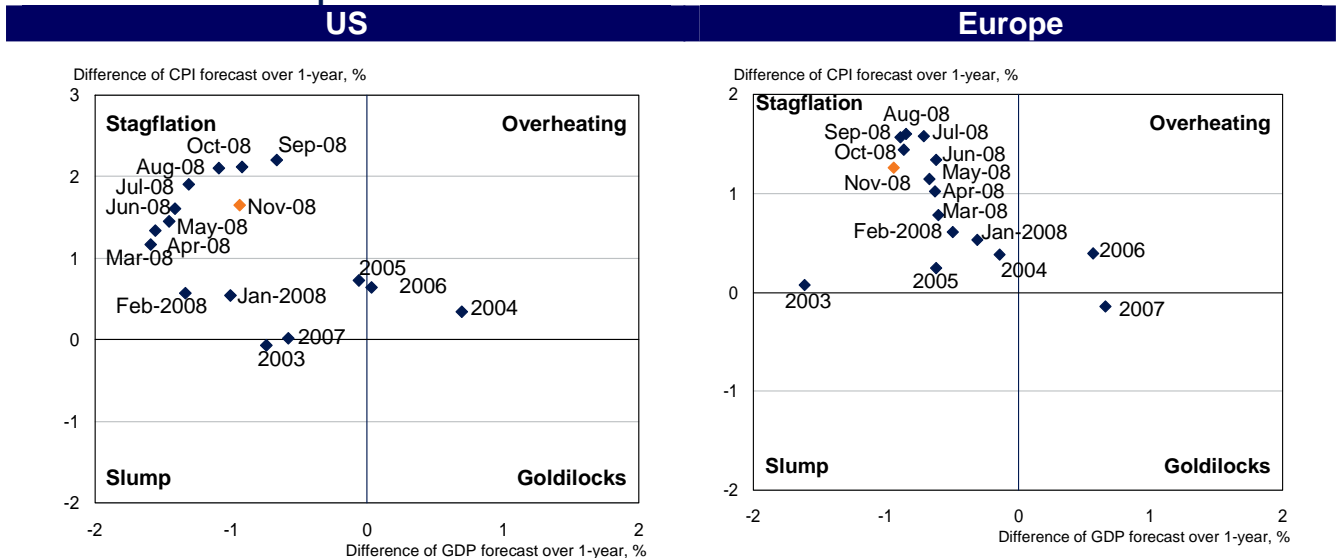 US
Difference of CPI forecast over 1-year, %
3
Stagflation
Overheating
Oct-08
Sep-08
Aug-08
2
Jul-08
Jun-08
Nov-08
May-08
Apr-08
Mar-08
1
2005
2006
Feb-2008
Jan-2008
2004
0
2007
2003
-1
Slump
Goldilocks
-2
-2 -1 0 1 2
Difference of GDP forecast over 1-year, %
Europe
Difference of CPI forecast over 1-year, %
2
Stagflation
Overheating
Aug-08
Sep-08
Jul-08
Oct-08
Jun-08
Nov-08
May-08
1
Apr-08
Mar-08
Feb-2008
Jan-2008
2006
2005
2004
0
2003
2007
-1
Slump
Goldilocks
-2
-2 -1 0 1 2
Difference of GDP forecast over 1-year, %